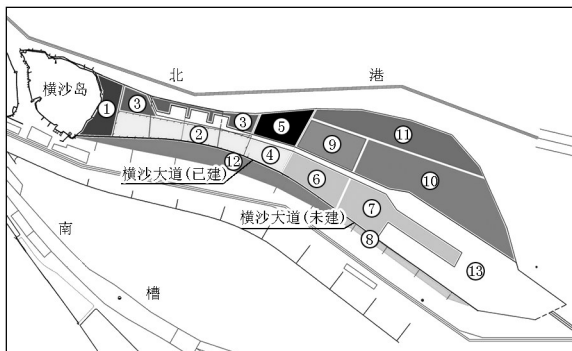 北
港
横沙岛
①
③
③
⑤
②
⑨
⑪
⑫
④
横沙大道(已建)
⑥
⑩
横沙大道(未建)
⑦
南
⑧
⑬
槽